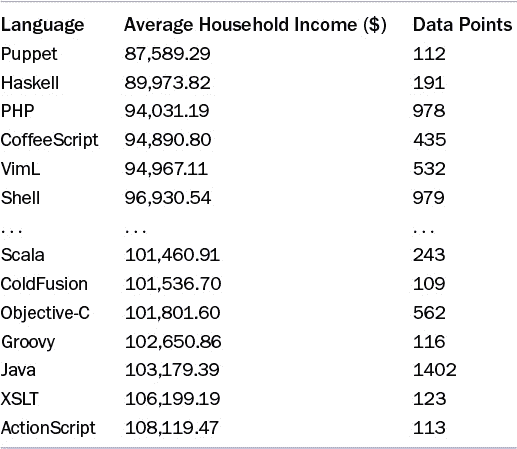 Language Average Household Income ($) Data Points
Puppet 87,589.29 112
Haskell 89,973.82 191
PHP 94,031.19 978
CoffeeScript 94,890.80 435
VimL 94,967.11 532
Shell 96,930.54 979
. . . . . . . . .
Scala 101,460.91 243
ColdFusion 101,536.70 109
Objective-C 101,801.60 562
Groovy 102,650.86 116
Java 103,179.39 1402
XSLT 106,199.19 123
ActionScript 108,119.47 113